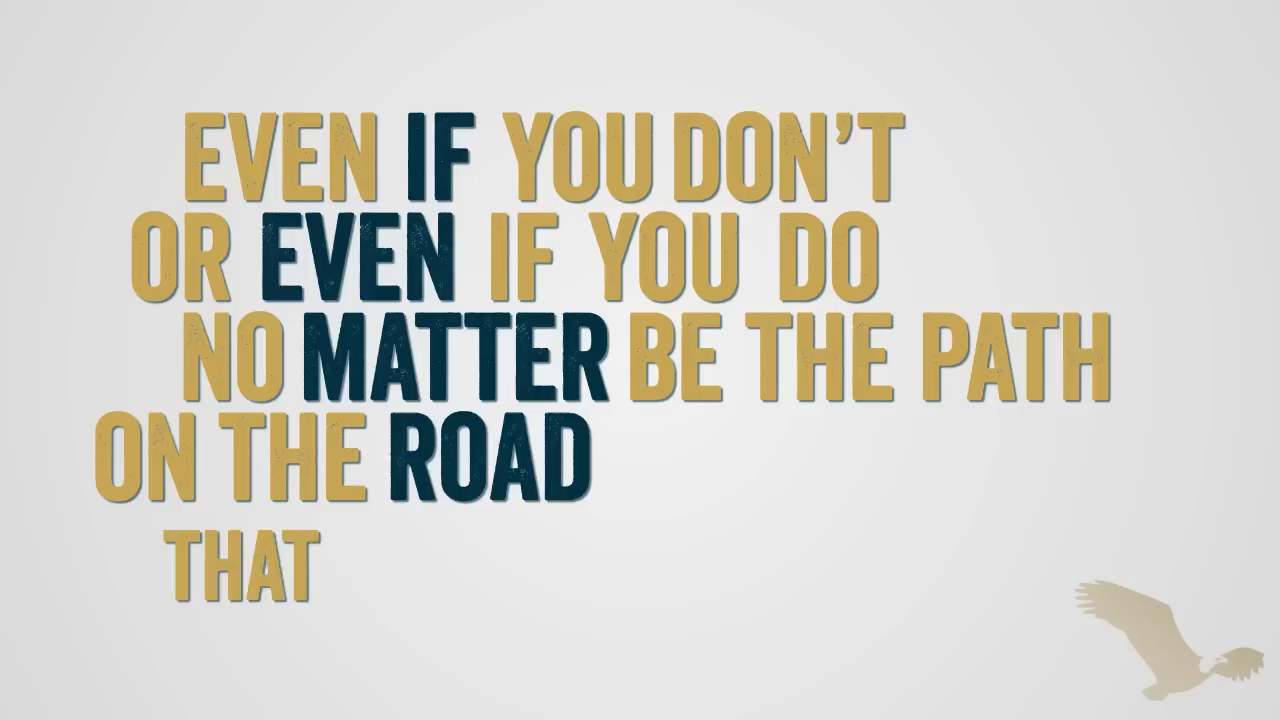 EVEN IF YOU DON'T
OR EVEN IF YOU DO
NO MATTER BE THE PATH
ON THE ROAD
THAT